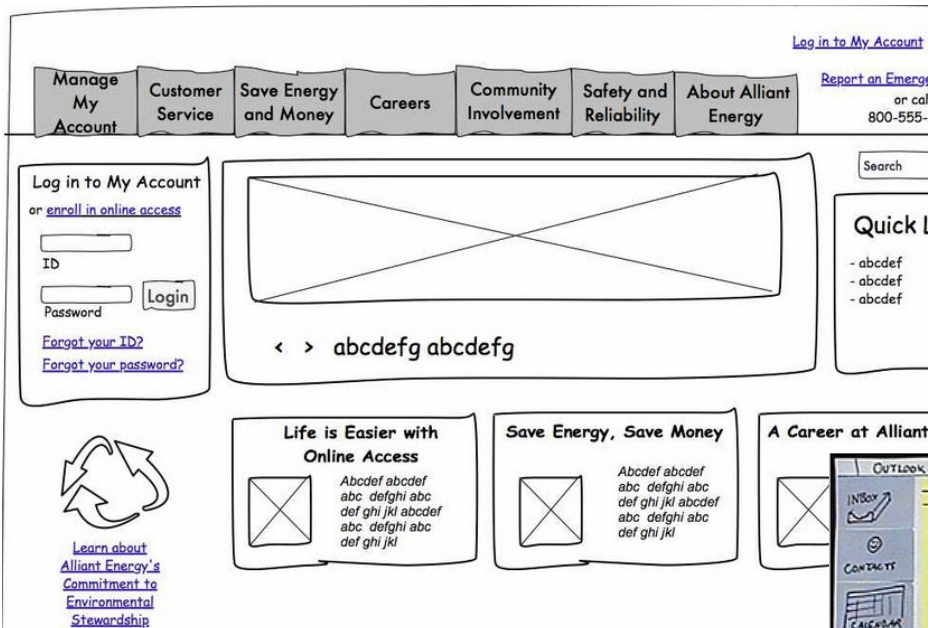 Log in to My Account
Report an Emerge
or cal
800-555-
Manage
My
Account
Customer
Service
Save Energy
and Money
Careers
Community
Involvement
Safety and
Reliability
About Alliant
Energy
Search
Log in to My Account
or enroll in online access
ID
Password
Login
Forgot your ID?
Forgot your password?
< > abcdefg abcdefg
Quick L
- abcdef
- abcdef
- abcdef
Learn about
Alliant Energy's
Commitment to
Environmental
Stewardship
Life is Easier with
Online Access
Abcdef abcdef
abc defghi abc
def ghi jkl abcdef
abc defghi abc
def ghi jkl
Save Energy, Save Money
Abcdef abcdef
abc defghi abc
def ghi jkl abcdef
abc defghi abc
def ghi jkl
A Career at Alliant
OUTLOOK
INBOX
CONTACTS
CALENDAR